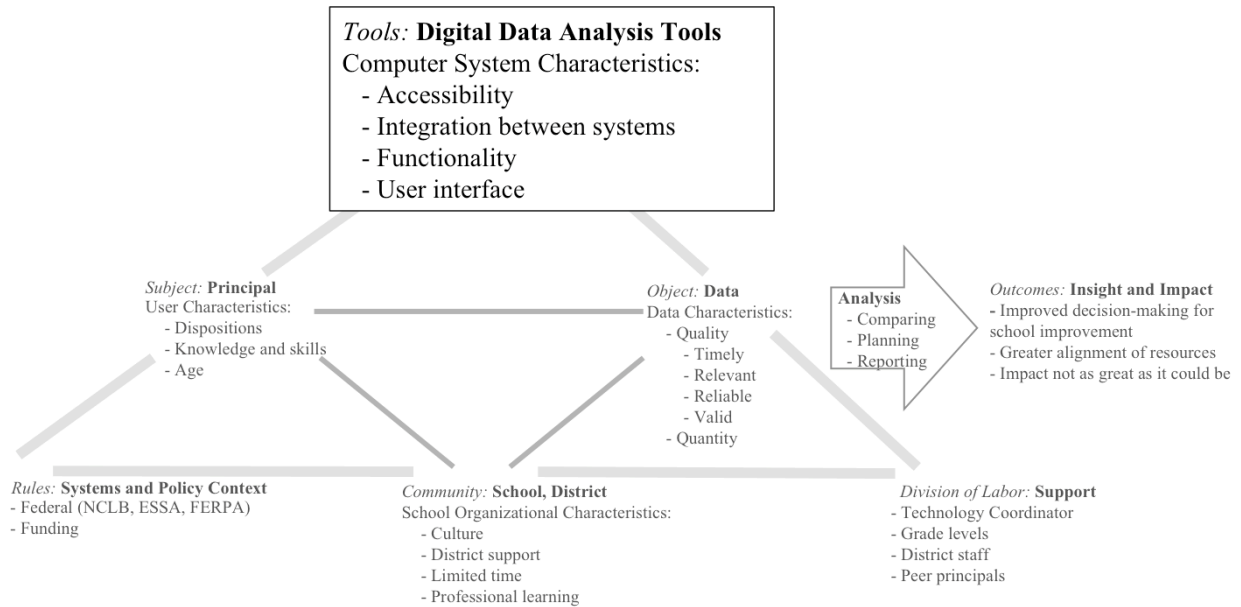 Tools: Digital Data Analysis Tools
Computer System Characteristics:
- Accessibility
- Integration between systems
- Functionality
- User interface
Subject: Principal
User Characteristics:
- Dispositions
- Knowledge and skills
- Age
Object: Data
Data Characteristics:
- Quality
- Timely
- Relevant
- Reliable
- Valid
- Quantity
Analysis
- Comparing
- Planning
- Reporting
Outcomes: Insight and Impact
- Improved decision-making for
school improvement
- Greater alignment of resources
- Impact not as great as it could be
Rules: Systems and Policy Context
- Federal (NCLB, ESSA, FERPA)
- Funding
Community: School, District
School Organizational Characteristics:
- Culture
- District support
- Limited time
- Professional learning
Division of Labor: Support
- Technology Coordinator
- Grade levels
- District staff
- Peer principals